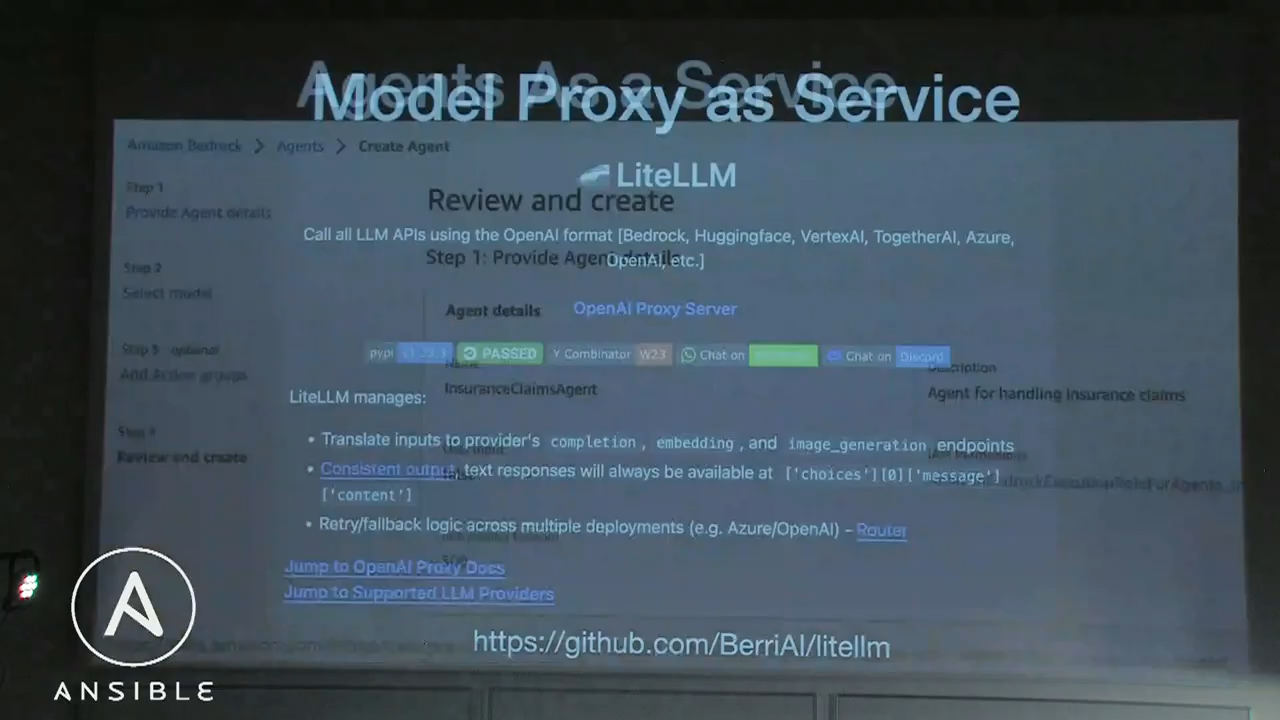 Agents As a Service
Model Proxy as Service
Amazon Bedrock > Agents > Create Agent
LiteLLM
Step 1
Provide Agent details
Review and create
Call all LLM APIs using the OpenAI format [Bedrock, Huggingface, VertexAI, TogetherAI, Azure,
OpenAI, etc.]
Step 1: Provide Agent details
Step 2
Select model
Agent details
OpenAI Proxy Server
Step 3 optional
Add Action groups
pypi PASSED Y Combinator W23 Chat on Chat on Discord
Name
Description
InsuranceClaimsAgent
Agent for handling insurance claims
LiteLLM manages:
Step 4
Review and create
• Translate inputs to provider's completion, embedding, and image_generation endpoints
• Consistent output, text responses will always be available at ['choices'][0]['message']
['content']
• Retry/fallback logic across multiple deployments (e.g. Azure/OpenAI) - Router
Jump to OpenAI Proxy Docs
Jump to Supported LLM Providers
https://github.com/BerriAI/litellm
ANSIBLE